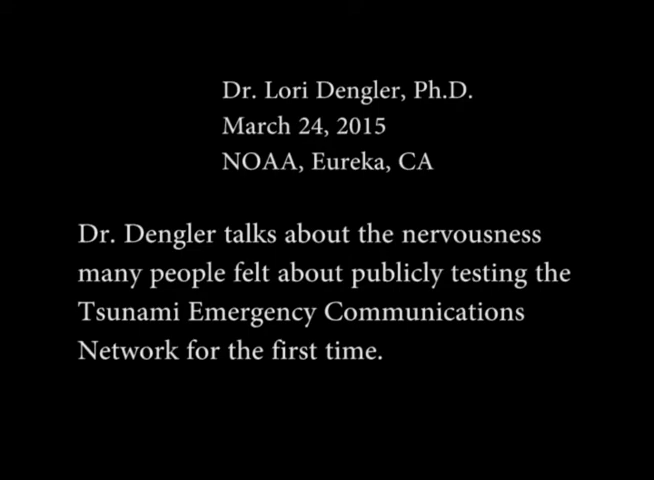 Dr. Lori Dengler, Ph.D.
March 24, 2015
NOAA, Eureka, CA
Dr. Dengler talks about the nervousness
many people felt about publicly testing the
Tsunami Emergency Communications
Network for the first time.